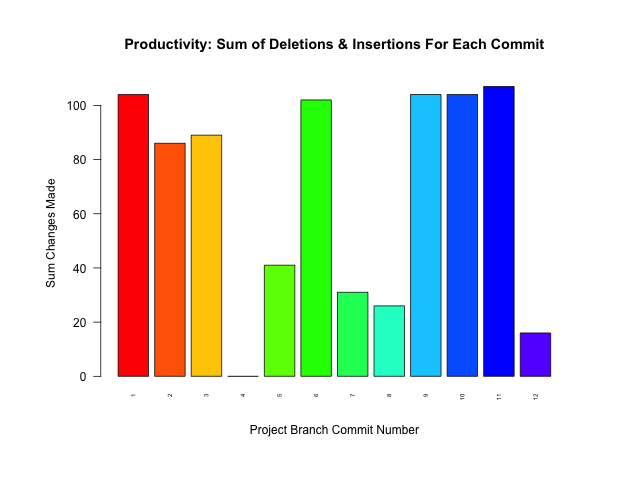 Productivity: Sum of Deletions & Insertions For Each Commit
Sum Changes Made
100
80
60
40
20
0
1 2 3 4 5 6 7 8 9 10 11 12
Project Branch Commit Number